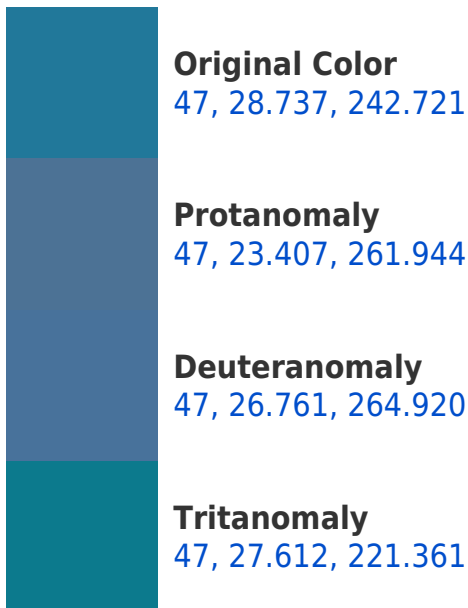 Original Color
47, 28.737, 242.721
Protanomaly
47, 23.407, 261.944
Deuteranomaly
47, 26.761, 264.920
Tritanomaly
47, 27.612, 221.361